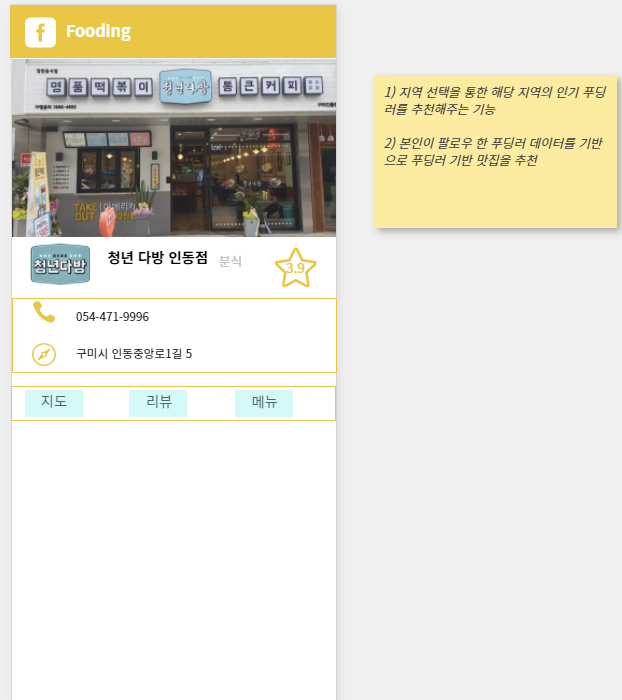 Fooding
명품떡볶이 청년다방 통큰커피
TAKE OUT
청년다방
청년 다방 인동점 분식
3.9
054-471-9996
구미시 인동중앙로1길 5
지도 리뷰 메뉴
1) 지역 선택을 통한 해당 지역의 인기 푸딩
러를 추천해주는 기능
2) 본인이 팔로우 한 푸딩러 데이터를 기반
으로 푸딩러 기반 맛집을 추천